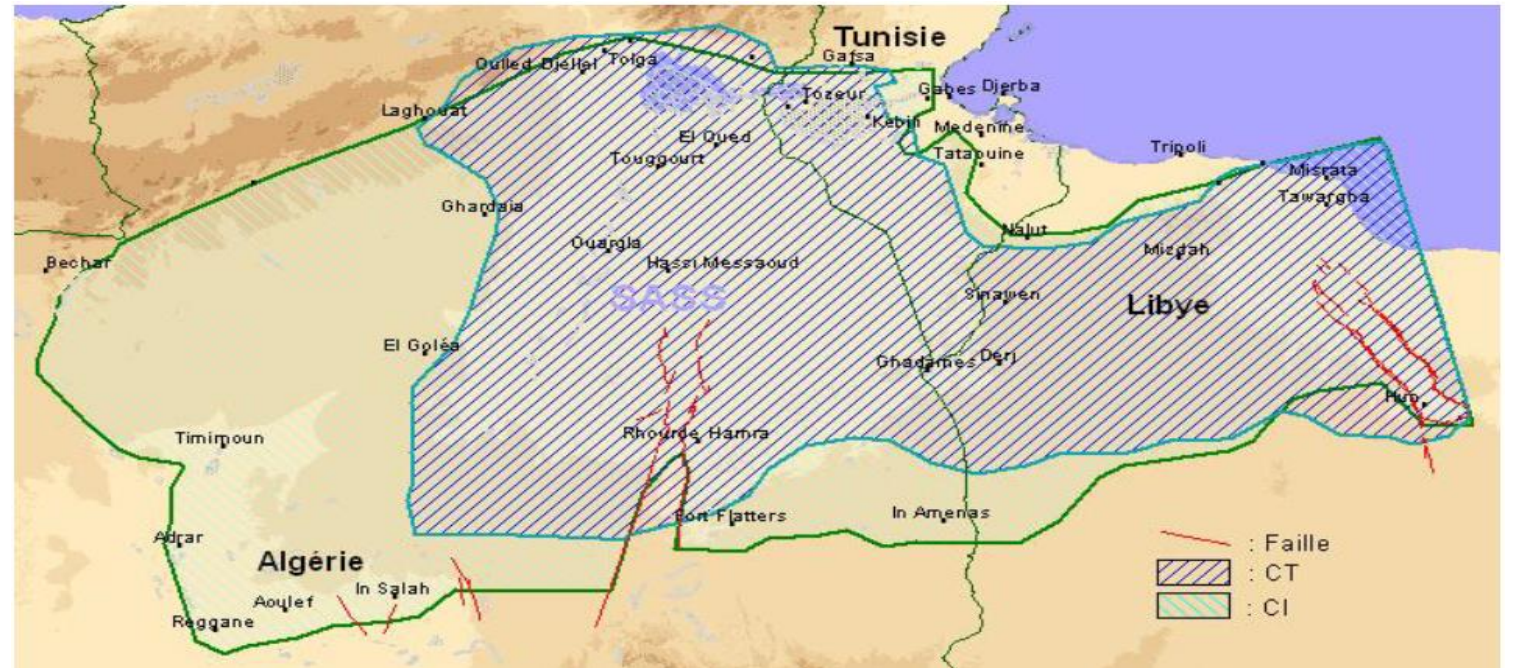 Tunisie
Gafsa
Oulled Djellel
Tolga
Tozeur
Gabes
Djerba
Laghouat
Kebili
El Oued
Medenine
Touggourt
Tataouine
Tripoli
Misrata
Tawargha
Ghardaia
Nalut
Ouargla
Mizdah
Bechar
Hassi Messaoud
SASS
Sinawen
Libye
El Goléa
Ghadames
Derj
Hun
Timimoun
Rhourde Hamra
Fort Flatters
In Amenas
Adrar
: Faille
Algérie
: CT
In Salah
Aoulef
: CI
Reggane